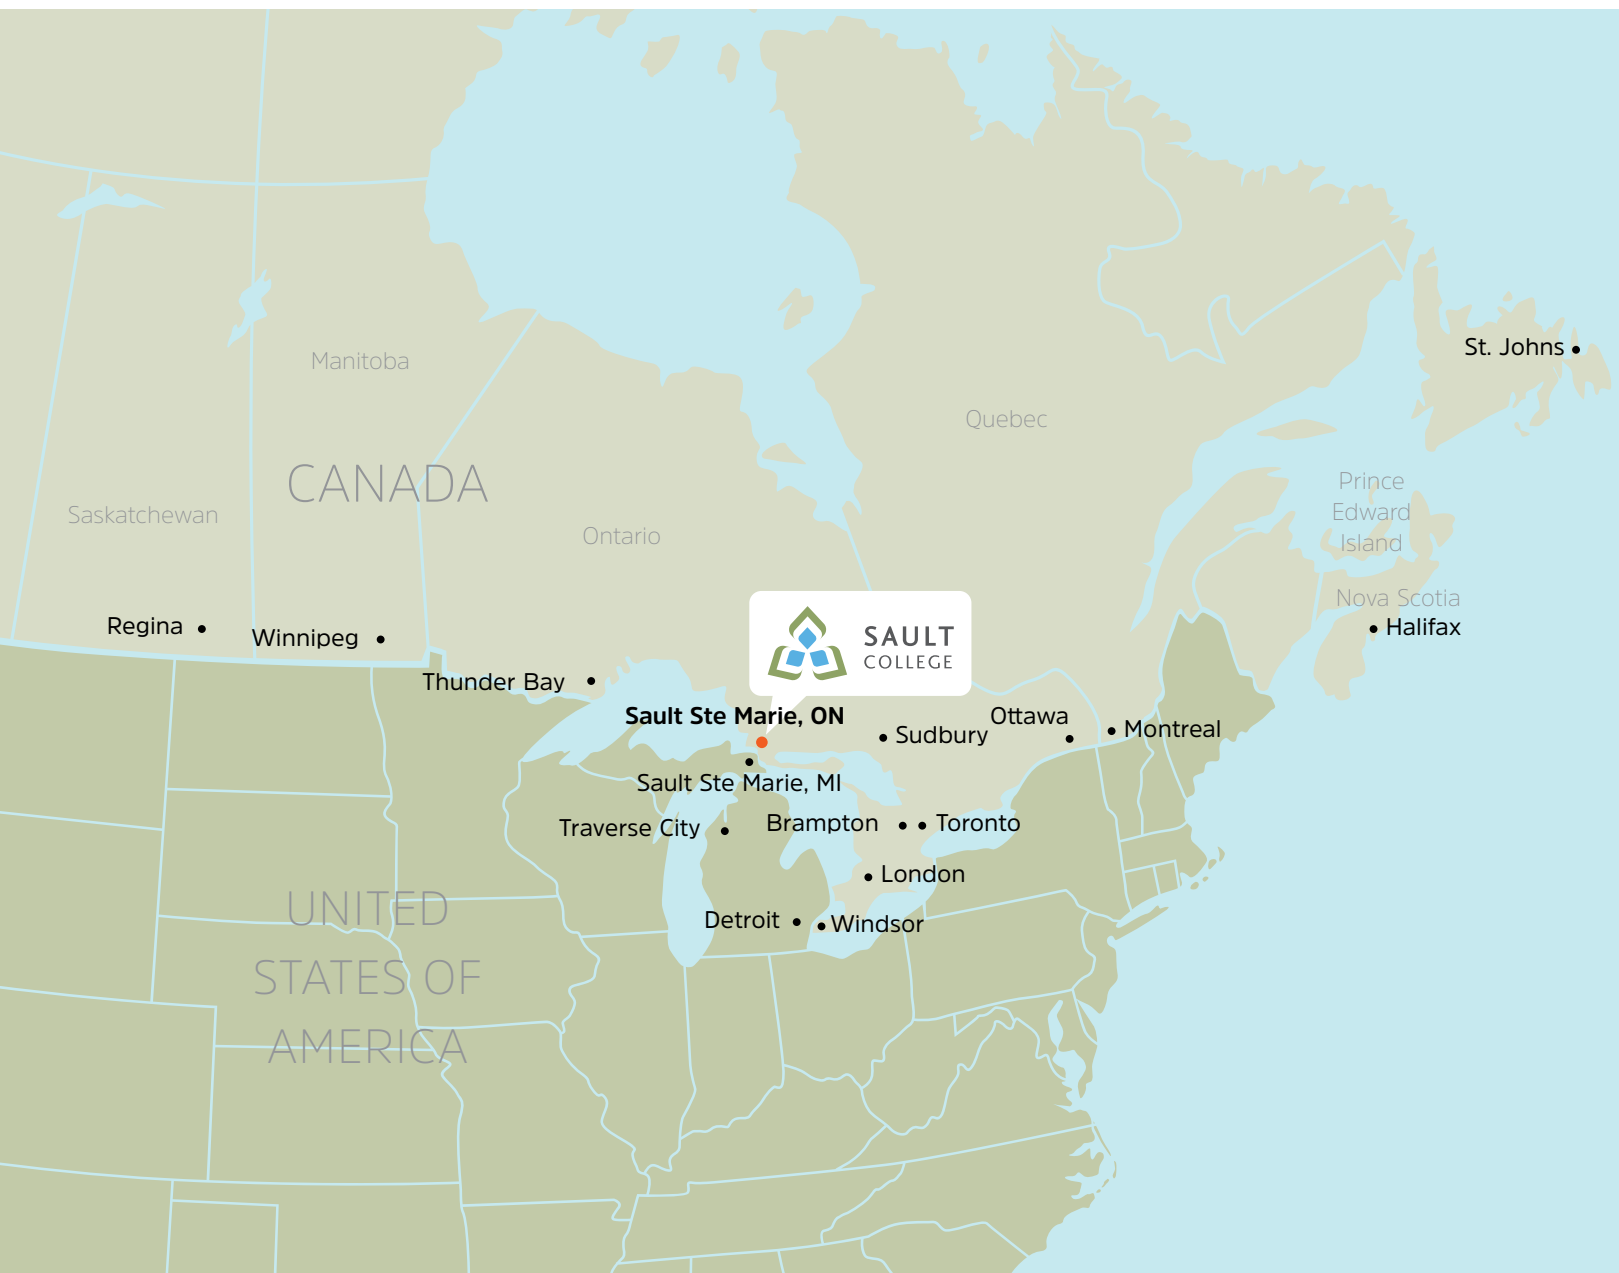 St. Johns
Manitoba
Quebec
CANADA
Prince
Edward
Island
Saskatchewan
Ontario
Nova Scotia
Regina
Winnipeg
Halifax
SAULT
COLLEGE
Thunder Bay
Sault Ste Marie, ON
Ottawa
Sudbury
Montreal
Sault Ste Marie, MI
Traverse City
Brampton
Toronto
London
UNITED
STATES OF
AMERICA
Detroit
Windsor